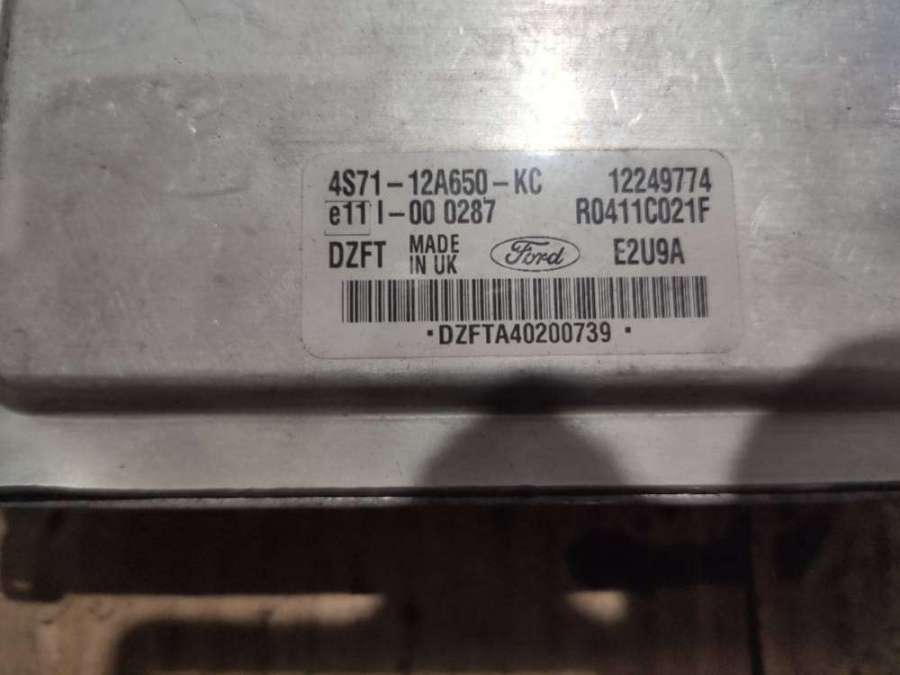 4S71-12A650-KC 12249774
e11 I-00 0287 R0411C021F
DZFT MADE IN UK Ford E2U9A
·DZFTA40200739·